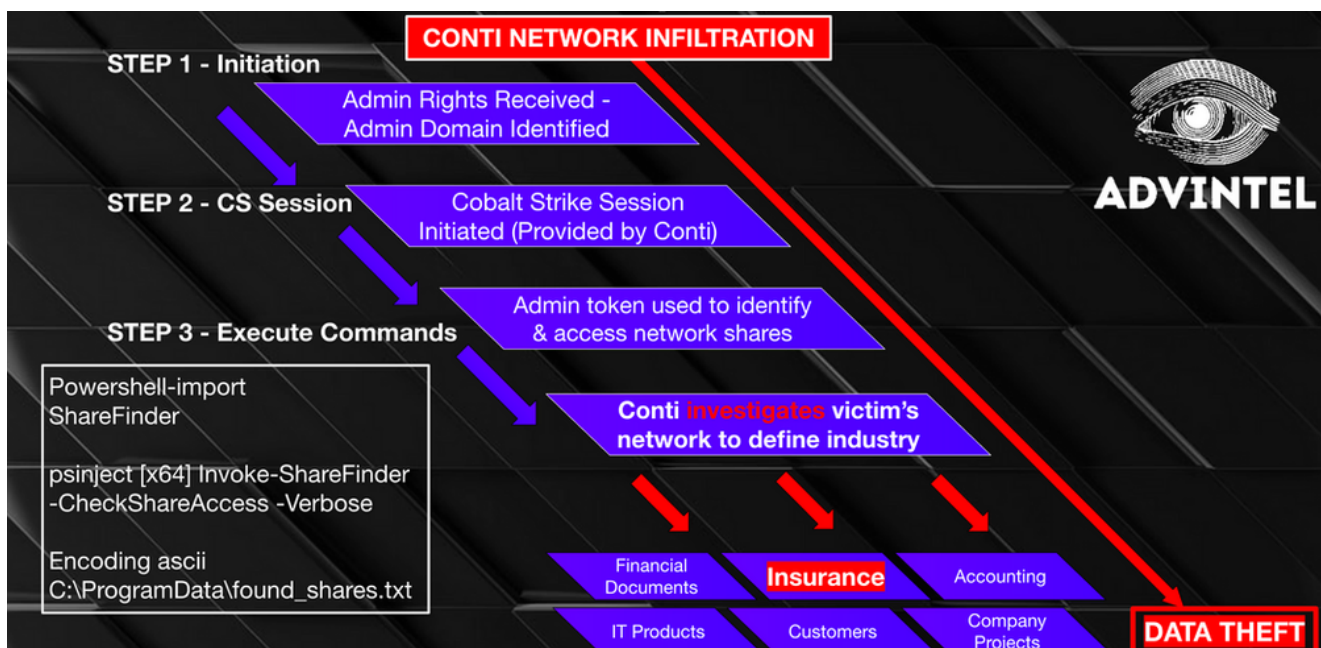 CONTI NETWORK INFILTRATION
STEP 1 - Initiation
Admin Rights Received -
Admin Domain Identified
ADVINTEL
STEP 2 - CS Session
Cobalt Strike Session
Initiated (Provided by Conti)
Admin token used to identify
& access network shares
STEP 3 - Execute Commands
Powershell-import
ShareFinder
psinject [x64] Invoke-ShareFinder
-CheckShareAccess -Verbose
Encoding ascii
C:\ProgramData\found_shares.txt
Conti investigates victim's
network to define industry
Financial
Documents
Insurance
Accounting
IT Products
Customers
Company
Projects
DATA THEFT